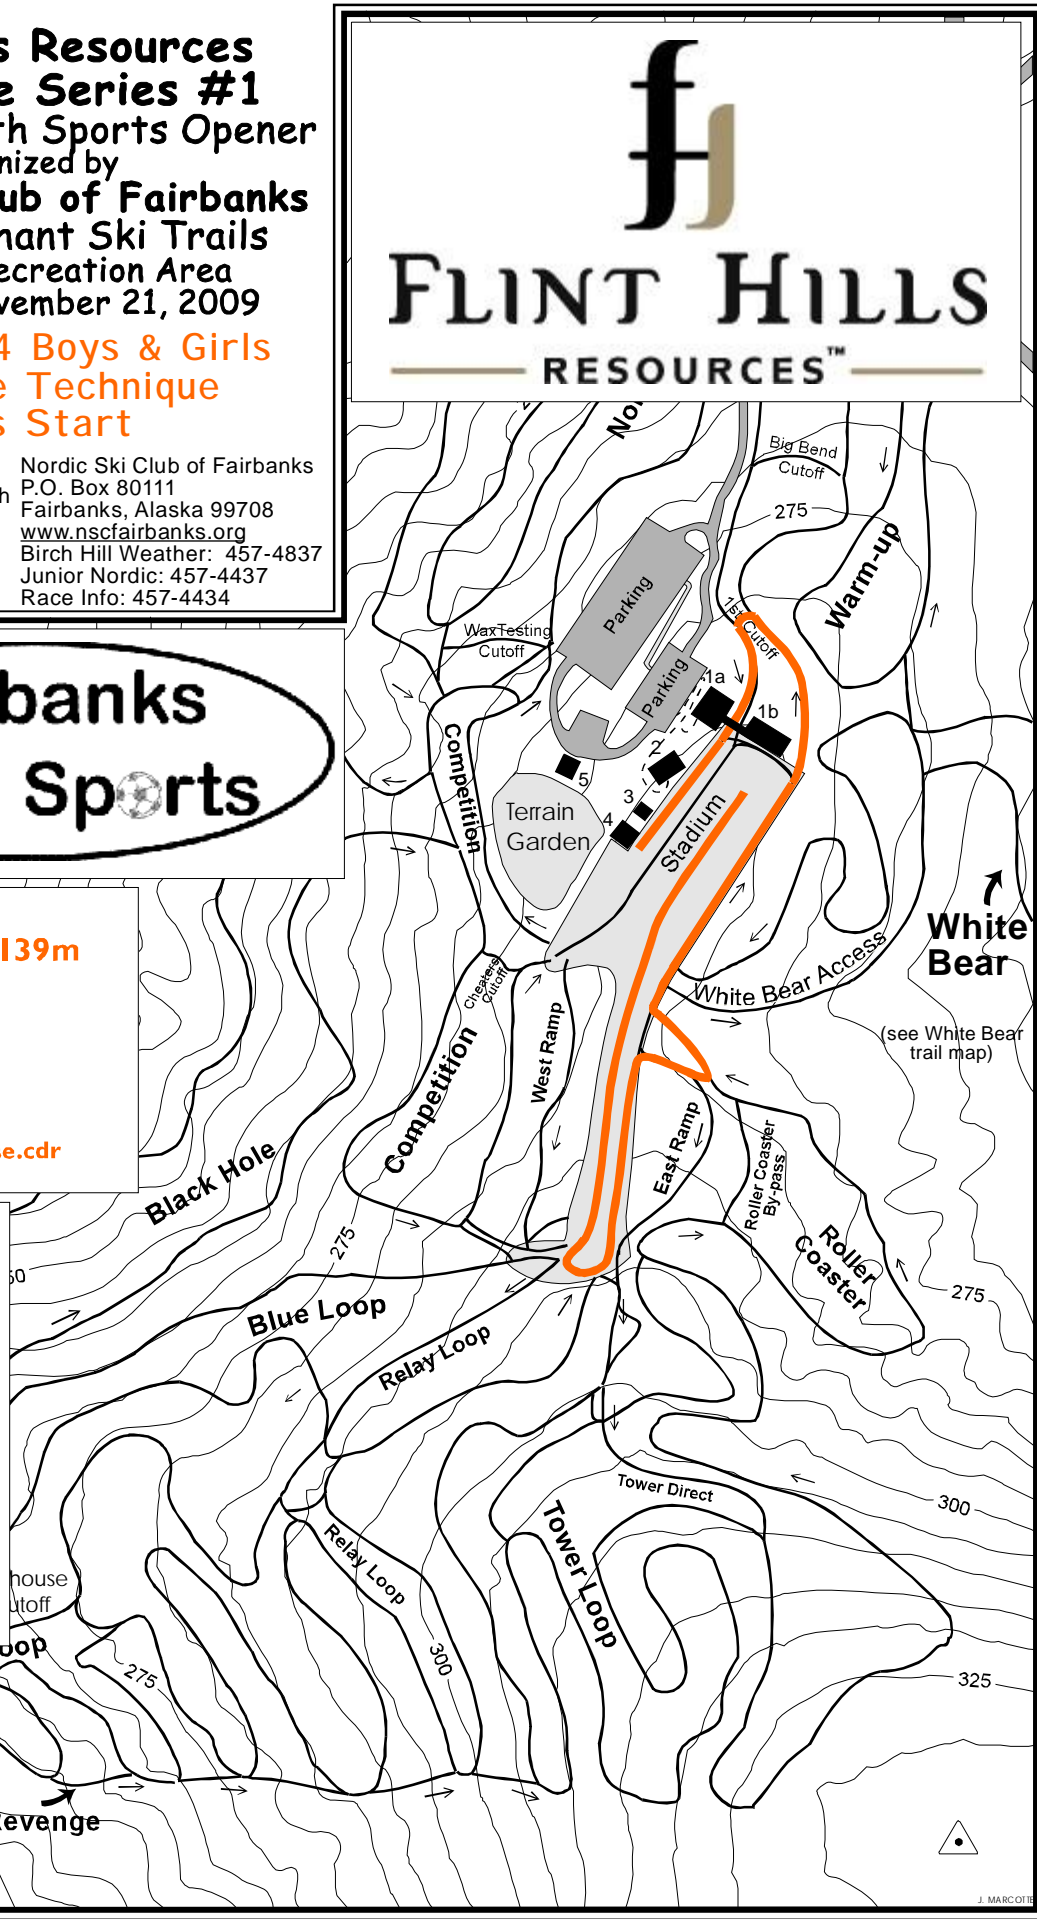 s Resources
e Series #1
th Sports Opener
nized by
ub of Fairbanks
nant Ski Trails
ecreation Area
vember 21, 2009
4 Boys & Girls
e Technique
s Start
Nordic Ski Club of Fairbanks
h P.O. Box 80111
Fairbanks, Alaska 99708
www.nscfairbanks.org
Birch Hill Weather: 457-4837
Junior Nordic: 457-4437
Race Info: 457-4434
FLINT HILLS
RESOURCES™
banks
Sports
139m
se.cdr
Nor
Big Bend
Cutoff
275
Warm-up
Parking
1st Cutoff
Wax Testing
Cutoff
Parking
1a
1b
2
3
4
5
Competition
Terrain
Garden
Stadium
White
Bear
White Bear Access
(see White Bear
trail map)
Cheaters
Cutoff
West Ramp
Competition
East Ramp
Roller Coaster
By-pass
Roller
Coaster
Black Hole
275
50
275
Blue Loop
Relay Loop
Tower Direct
300
Tower Loop
Relay Loop
house
utoff
oop
300
275
325
Revenge
J. MARCOTTE